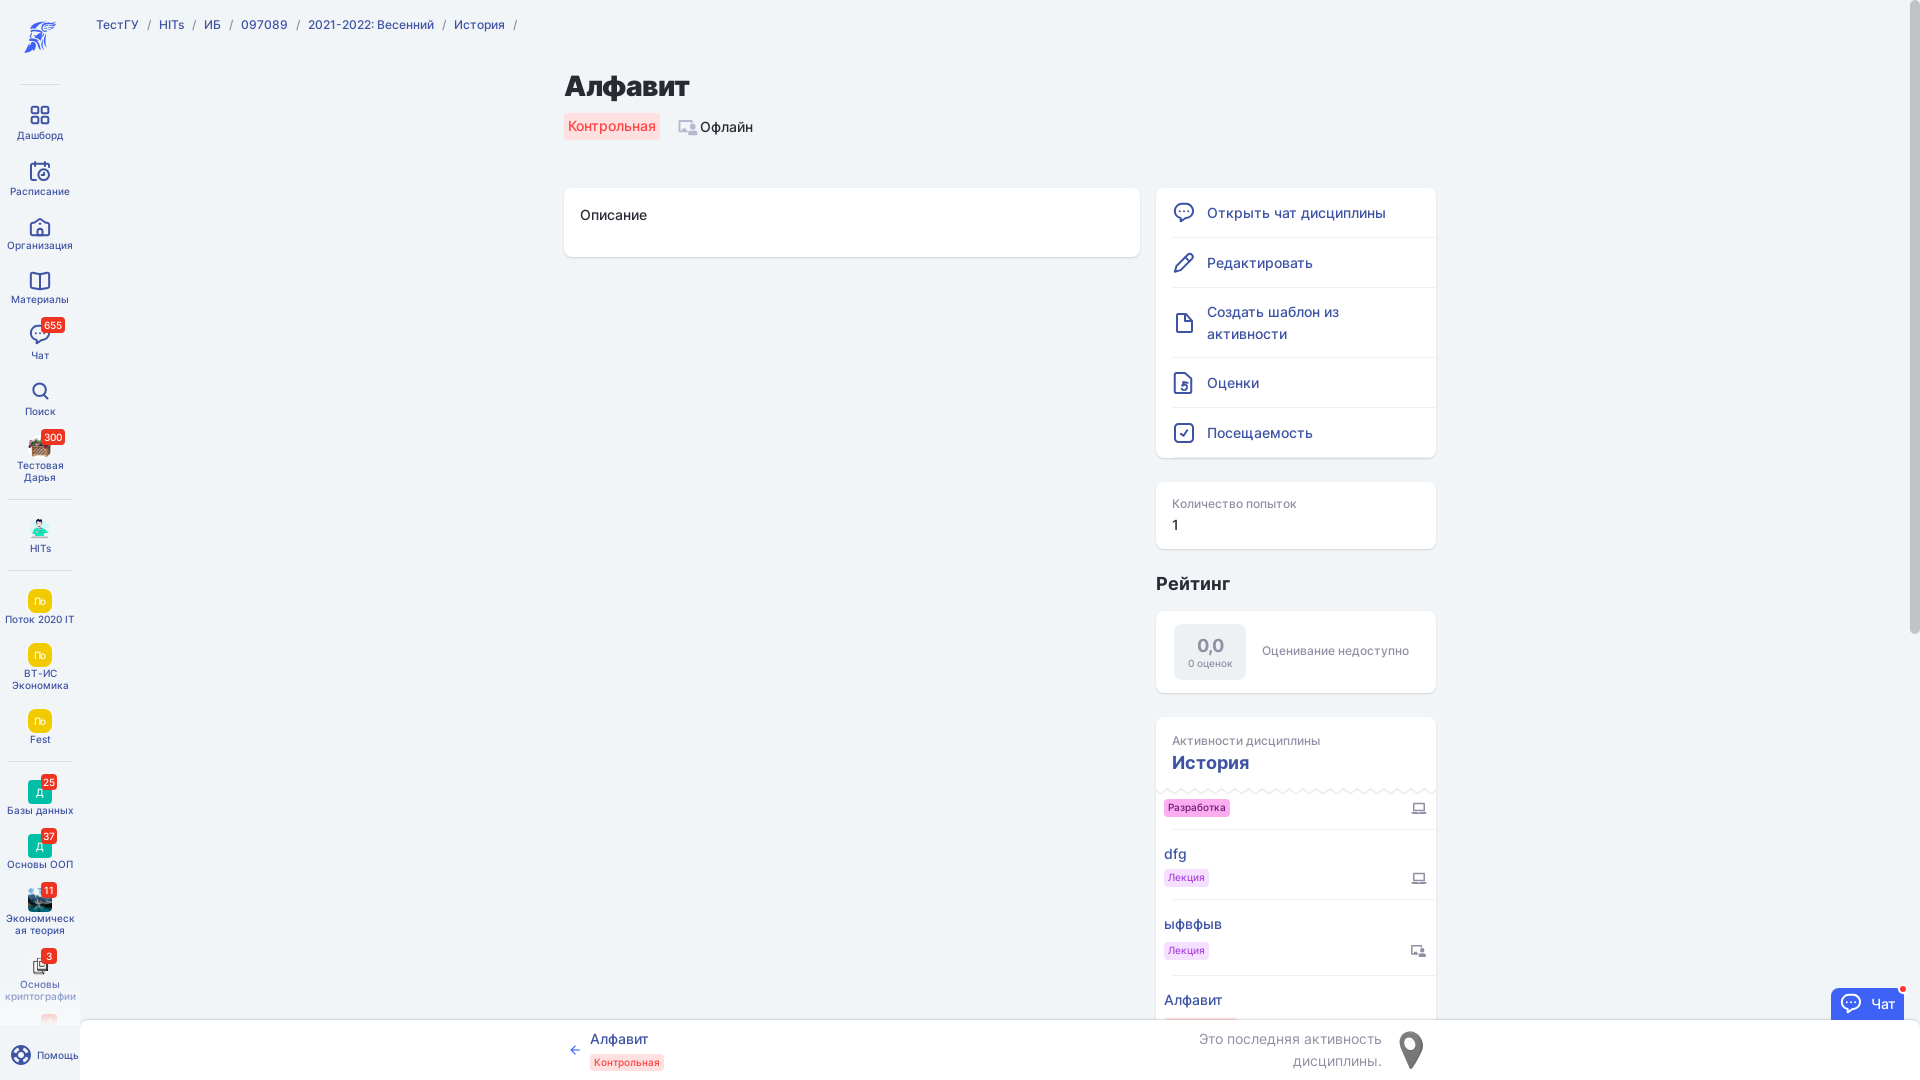 ТестГУ / HITs / ИБ / 097089 / 2021-2022: Весенний / История /
Дашборд
Расписание
Организация
Материалы
655
Чат
Поиск
300
Тестовая
Дарья
HITs
По
Поток 2020 IT
По
ВТ-ИС
Экономика
По
Fest
25
Д
Базы данных
37
Д
Основы ООП
11
Экономическ
ая теория
3
Основы
криптографии
Помощь
Алфавит
Контрольная
Офлайн
Описание
Открыть чат дисциплины
Редактировать
Создать шаблон из
активности
5
Оценки
Посещаемость
Количество попыток
1
Рейтинг
0,0
0 оценок
Оценивание недоступно
Активности дисциплины
История
Разработка
dfg
Лекция
ыфвфыв
Лекция
Алфавит
Алфавит
Контрольная
Это последняя активность
дисциплины.
Чат